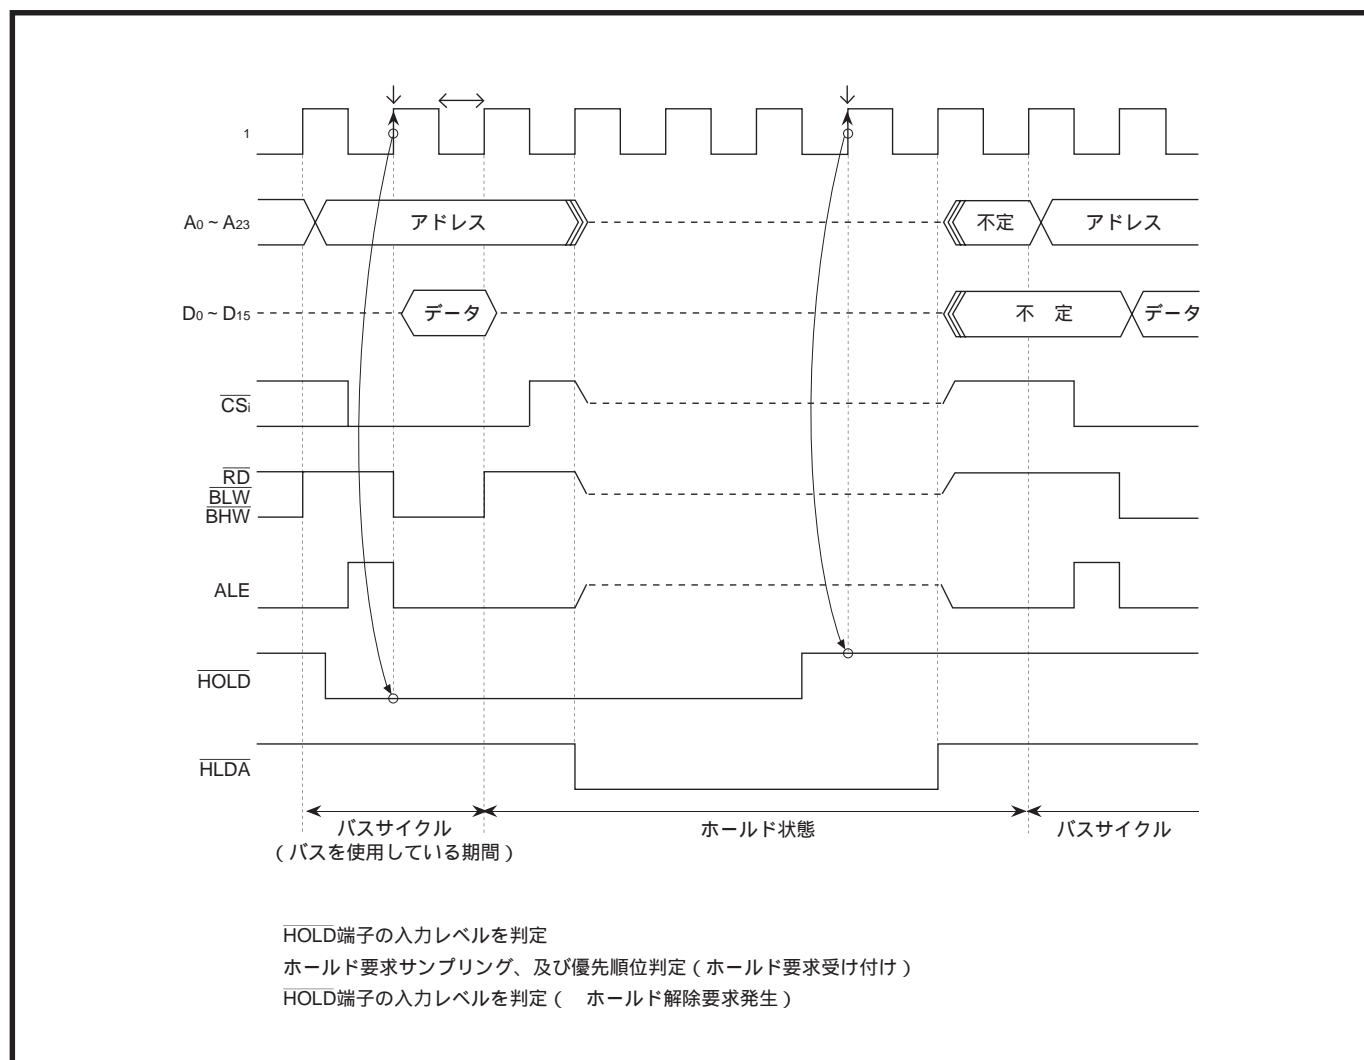 1
A0 ~ A23
アドレス
不定
アドレス
D0 ~ D15
データ
不 定
データ
CSi
RD
BLW
BHW
ALE
HOLD
HLDA
バスサイクル
ホールド状態
バスサイクル
(バスを使用している期間)
HOLD端子の入力レベルを判定
ホールド要求サンプリング、及び優先順位判定(ホールド要求受け付け)
HOLD端子の入力レベルを判定( ホールド解除要求発生)